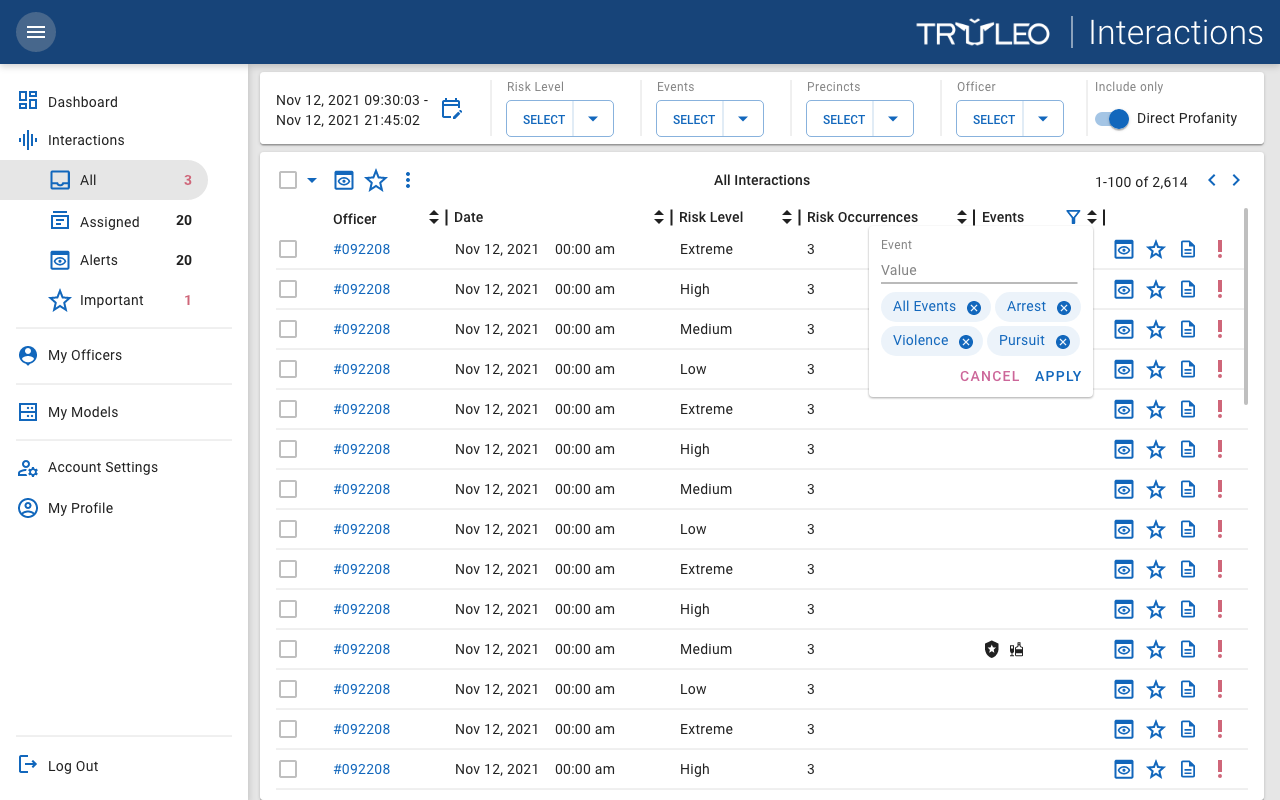 TRULEO
Interactions
Dashboard
Interactions
All 3
Assigned 20
Alerts 20
Important 1
My Officers
My Models
Account Settings
My Profile
Log Out
Nov 12, 2021 09:30:03 -
Nov 12, 2021 21:45:02
Risk Level
SELECT
Events
SELECT
Precincts
SELECT
Officer
SELECT
Include only
Direct Profanity
All Interactions
1-100 of 2,614
Officer Date Risk Level Risk Occurrences Events
#092208 Nov 12, 2021 00:00 am Extreme 3
#092208 Nov 12, 2021 00:00 am High 3
#092208 Nov 12, 2021 00:00 am Medium 3
#092208 Nov 12, 2021 00:00 am Low 3
#092208 Nov 12, 2021 00:00 am Extreme 3
#092208 Nov 12, 2021 00:00 am High 3
#092208 Nov 12, 2021 00:00 am Medium 3
#092208 Nov 12, 2021 00:00 am Low 3
#092208 Nov 12, 2021 00:00 am Extreme 3
#092208 Nov 12, 2021 00:00 am High 3
#092208 Nov 12, 2021 00:00 am Medium 3
#092208 Nov 12, 2021 00:00 am Low 3
#092208 Nov 12, 2021 00:00 am Extreme 3
#092208 Nov 12, 2021 00:00 am High 3
Event
Value
All Events Arrest
Violence Pursuit
CANCEL APPLY